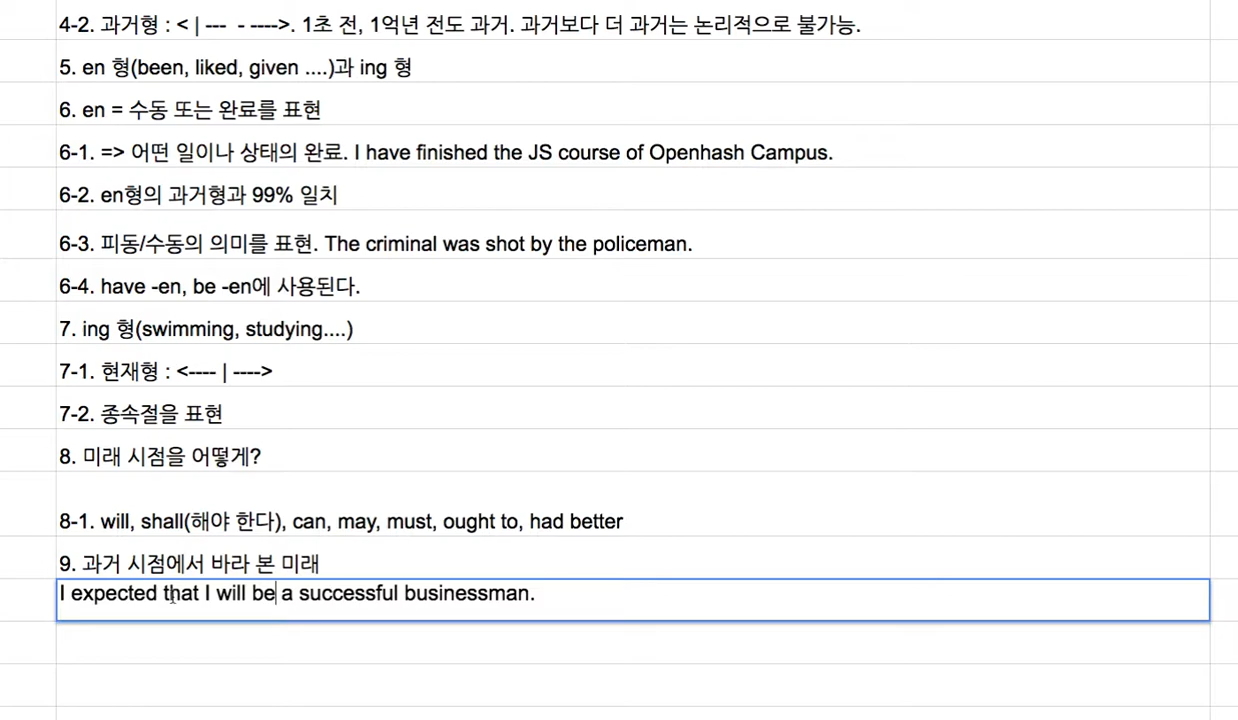 4-2. 과거형 : < | --- - ---->. 1초 전, 1억년 전도 과거. 과거보다 더 과거는 논리적으로 불가능.
5. en 형(been, liked, given ....)과 ing 형
6. en = 수동 또는 완료를 표현
6-1. => 어떤 일이나 상태의 완료. I have finished the JS course of Openhash Campus.
6-2. en형의 과거형과 99% 일치
6-3. 피동/수동의 의미를 표현. The criminal was shot by the policeman.
6-4. have -en, be -en에 사용된다.
7. ing 형(swimming, studying....)
7-1. 현재형 : <---- | ---->
7-2. 종속절을 표현
8. 미래 시점을 어떻게?
8-1. will, shall(해야 한다), can, may, must, ought to, had better
9. 과거 시점에서 바라 본 미래
I expected that I will be a successful businessman.